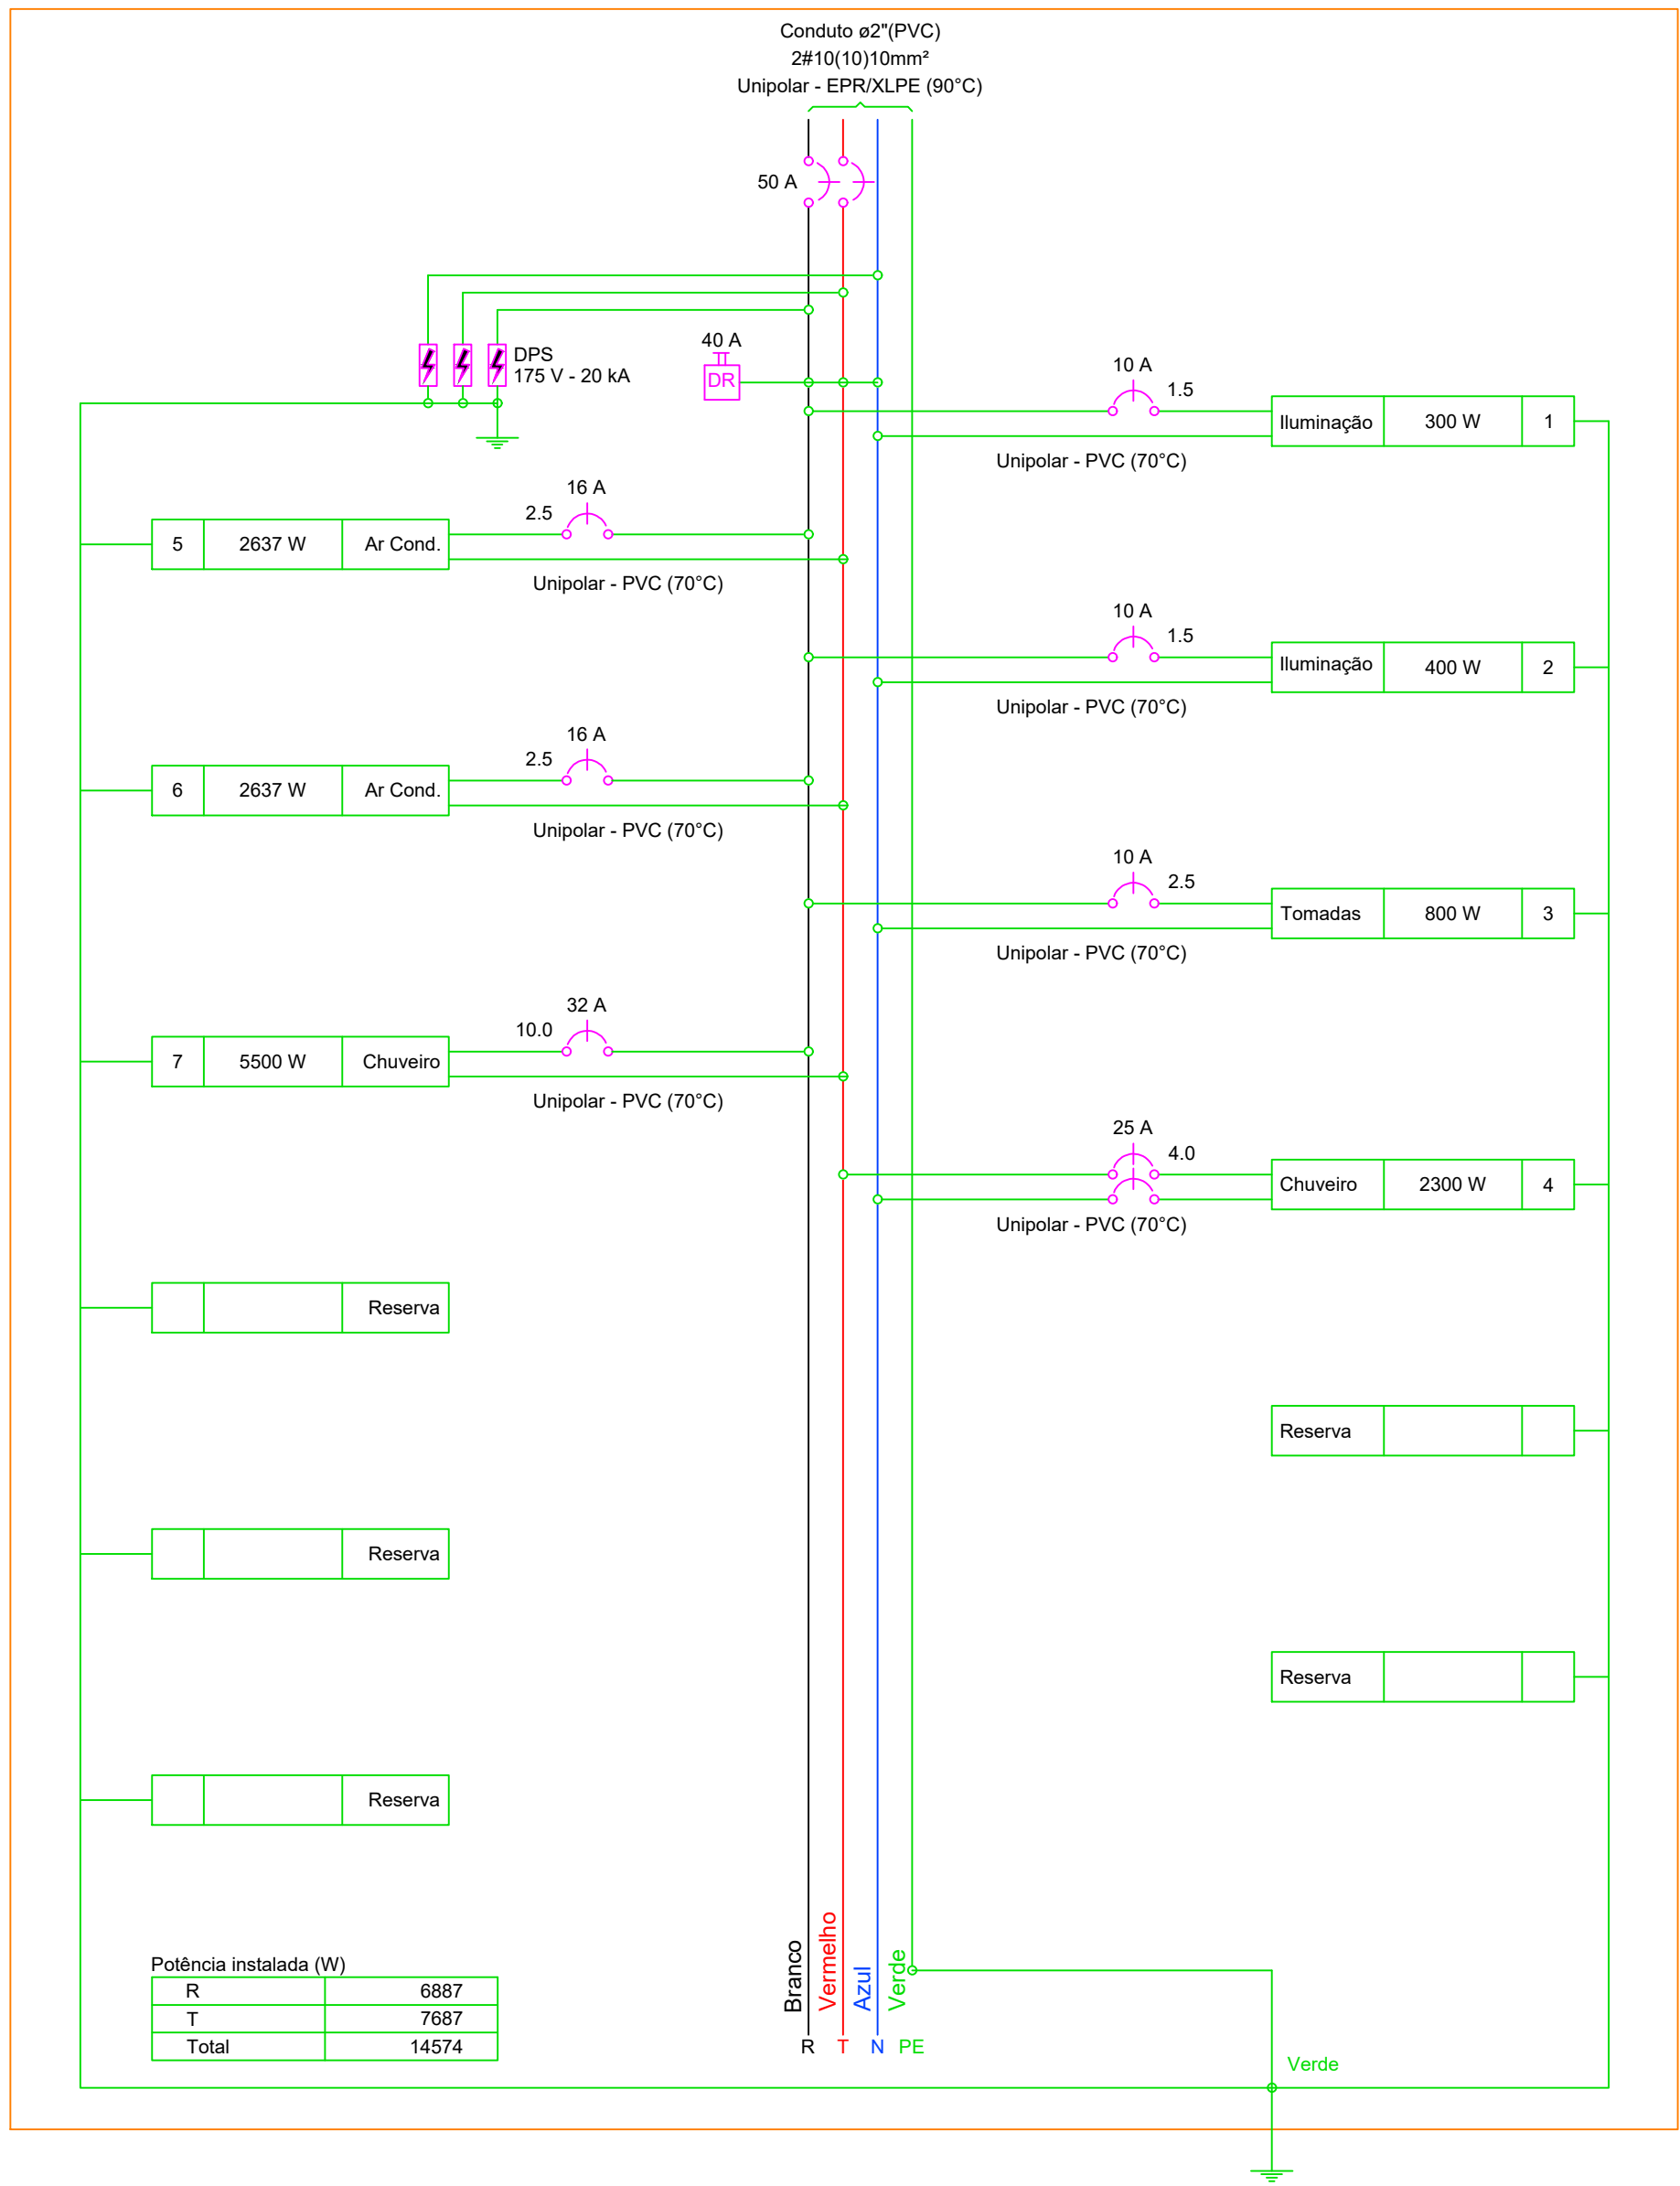 Conduto ø2"(PVC)
2#10(10)10mm²
Unipolar - EPR/XLPE (90°C)
50 A
DPS
175 V - 20 kA
40 A
DR
10 A
1.5
Iluminação 300 W 1
Unipolar - PVC (70°C)
16 A
2.5
5 2637 W Ar Cond.
Unipolar - PVC (70°C)
10 A
1.5
Iluminação 400 W 2
Unipolar - PVC (70°C)
16 A
2.5
6 2637 W Ar Cond.
Unipolar - PVC (70°C)
10 A
2.5
Tomadas 800 W 3
Unipolar - PVC (70°C)
32 A
10.0
7 5500 W Chuveiro
Unipolar - PVC (70°C)
25 A
4.0
Chuveiro 2300 W 4
Unipolar - PVC (70°C)
Reserva
Reserva
Reserva
Reserva
Reserva
Potência instalada (W)
R 6887
T 7687
Total 14574
Branco
Vermelho
Azul
Verde
R T N PE
Verde